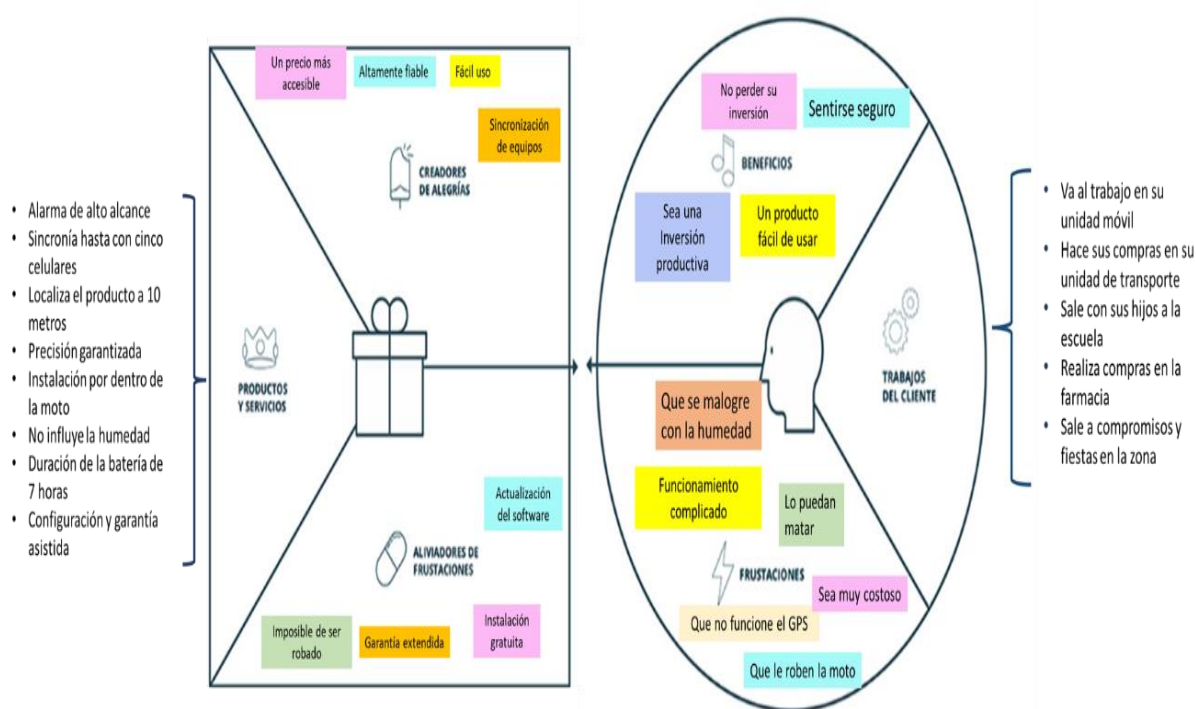 • Alarma de alto alcance
• Sincronía hasta con cinco
celulares
• Localiza el producto a 10
metros
• Precisión garantizada
• Instalación por dentro de
la moto
• No influye la humedad
• Duración de la batería de
7 horas
• Configuración y garantía
asistida
Un precio más
accesible
Altamente fiable
Fácil uso
Sincronización
de equipos
CREADORES
DE ALEGRÍAS
PRODUCTOS
Y SERVICIOS
Actualización
del software
ALIVIADORES DE
FRUSTACIONES
Imposible de ser
robado
Garantía extendida
Instalación
gratuita
No perder su
inversión
Sentirse seguro
BENEFICIOS
Sea una
Inversión
productiva
Un producto
fácil de usar
TRABAJOS
DEL CLIENTE
Que se malogre
con la humedad
Funcionamiento
complicado
Lo puedan
matar
FRUSTACIONES
Sea muy costoso
Que no funcione el GPS
Que le roben la moto
• Va al trabajo en su
unidad móvil
• Hace sus compras en su
unidad de transporte
• Sale con sus hijos a la
escuela
• Realiza compras en la
farmacia
• Sale a compromisos y
fiestas en la zona